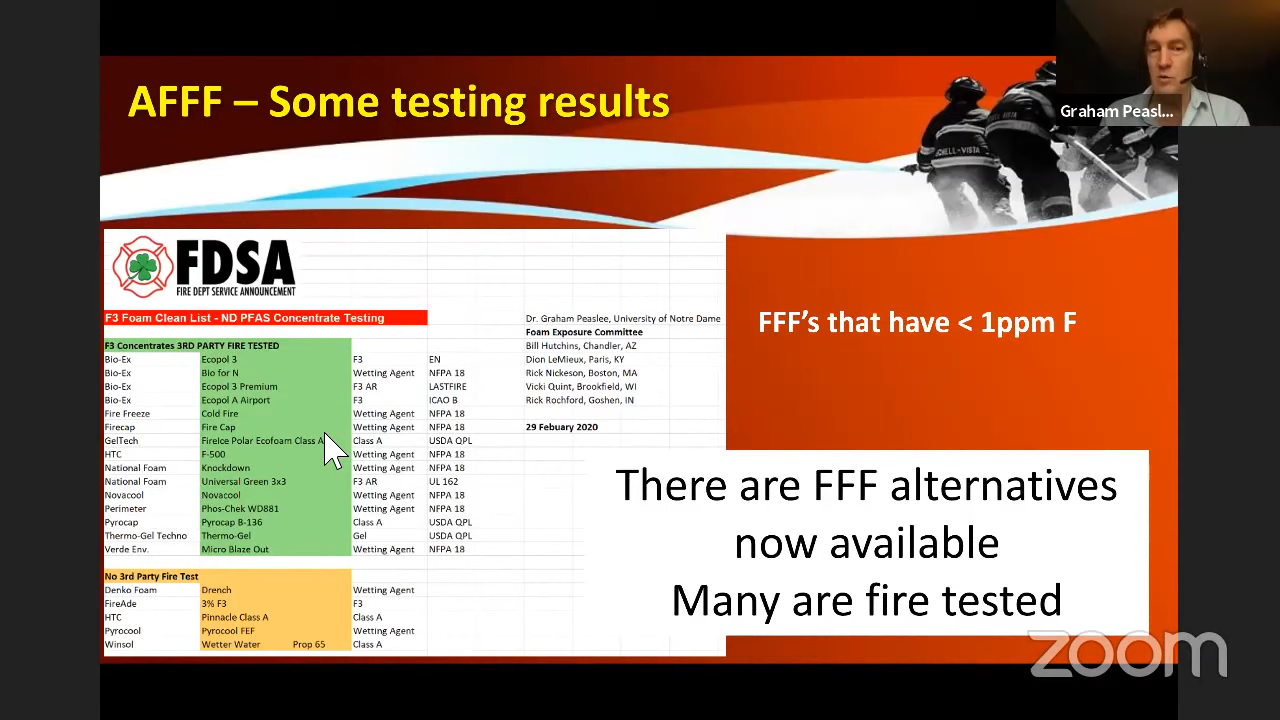 AFFF – Some testing results
Graham Peasl...
SCHELL-VISTA
FDSA
FIRE DEPT SERVICE ANNOUNCEMENT
F3 Foam Clean List - ND PFAS Concentrate Testing
Dr. Graham Peaslee, University of Notre Dame
Foam Exposure Committee
F3 Concentrates 3RD PARTY FIRE TESTED
Bill Hutchins, Chandler, AZ
Bio-Ex Ecopol 3 F3 EN
Dion LeMieux, Paris, KY
Bio-Ex Bio for N Wetting Agent NFPA 18
Rick Nickeson, Boston, MA
Bio-Ex Ecopol 3 Premium F3 AR LASTFIRE
Vicki Quint, Brookfield, WI
Bio-Ex Ecopol A Airport F3 ICAO B
Rick Rochford, Goshen, IN
Fire Freeze Cold Fire Wetting Agent NFPA 18
Firecap Fire Cap Wetting Agent NFPA 18
29 Febuary 2020
GelTech FireIce Polar Ecofoam Class A Class A USDA QPL
HTC F-500 Wetting Agent NFPA 18
National Foam Knockdown Wetting Agent NFPA 18
National Foam Universal Green 3x3 F3 AR UL 162
Novacool Novacool Wetting Agent NFPA 18
Perimeter Phos-Chek WD881 Wetting Agent NFPA 18
Pyrocap Pyrocap B-136 Class A USDA QPL
Thermo-Gel Techno Thermo-Gel Gel USDA QPL
Verde Env. Micro Blaze Out Wetting Agent NFPA 18
No 3rd Party Fire Test
Denko Foam Drench Wetting Agent
FireAde 3% F3 F3
HTC Pinnacle Class A Class A
Pyrocool Pyrocool FEF Wetting Agent
Winsol Wetter Water Prop 65 Class A
FFF's that have < 1ppm F
There are FFF alternatives
now available
Many are fire tested
zoom